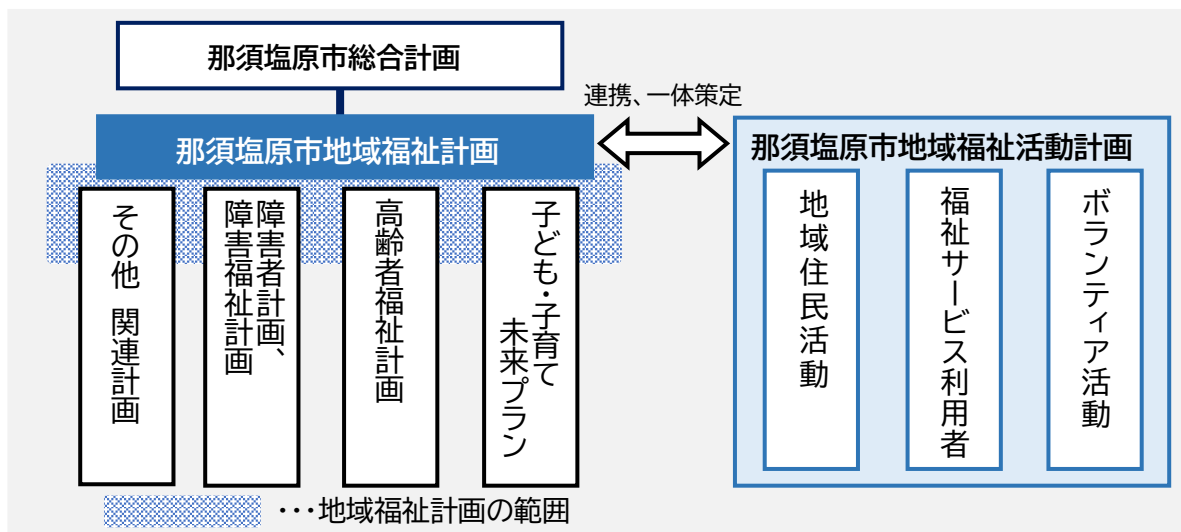 那須塩原市総合計画
連携、一体策定
那須塩原市地域福祉計画
那須塩原市地域福祉活動計画
その他 関連計画
障害者計画、
障害福祉計画
高齢者福祉計画
子ども・子育て
未来プラン
地域住民活動
福祉サービス利用者
ボランティア活動
･･･地域福祉計画の範囲